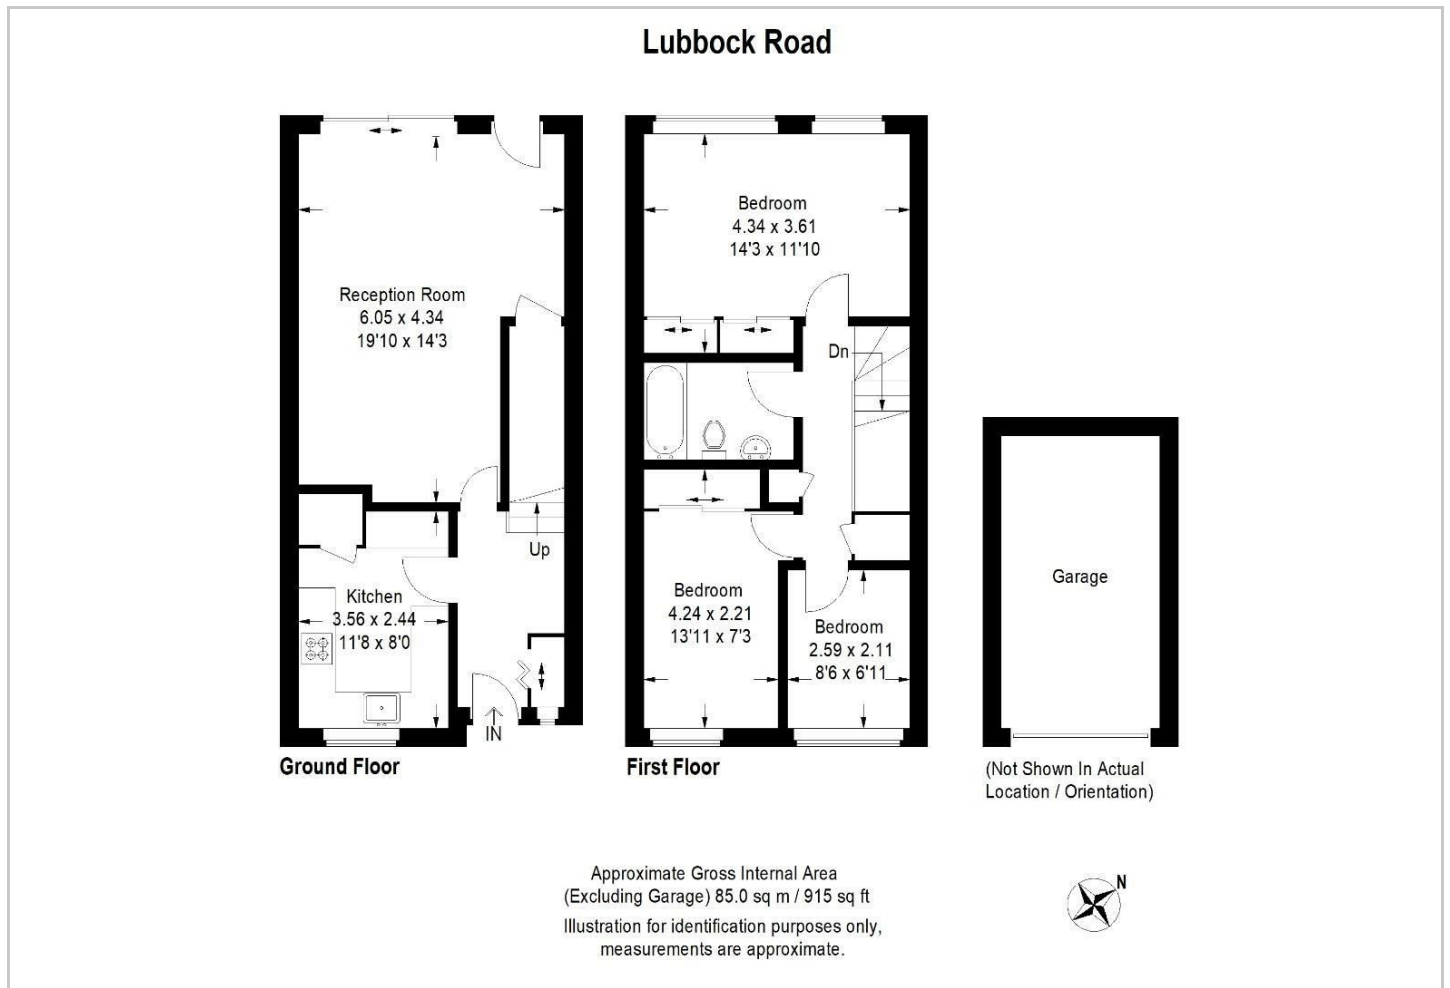 Lubbock Road
Reception Room
6.05 x 4.34
19'10 x 14'3
Up
Kitchen
3.56 x 2.44
11'8 x 8'0
IN
Ground Floor
Bedroom
4.34 x 3.61
14'3 x 11'10
Dn
Bedroom
4.24 x 2.21
13'11 x 7'3
Bedroom
2.59 x 2.11
8'6 x 6'11
First Floor
Garage
(Not Shown In Actual
Location / Orientation)
Approximate Gross Internal Area
(Excluding Garage) 85.0 sq m / 915 sq ft
Illustration for identification purposes only,
measurements are approximate.
N